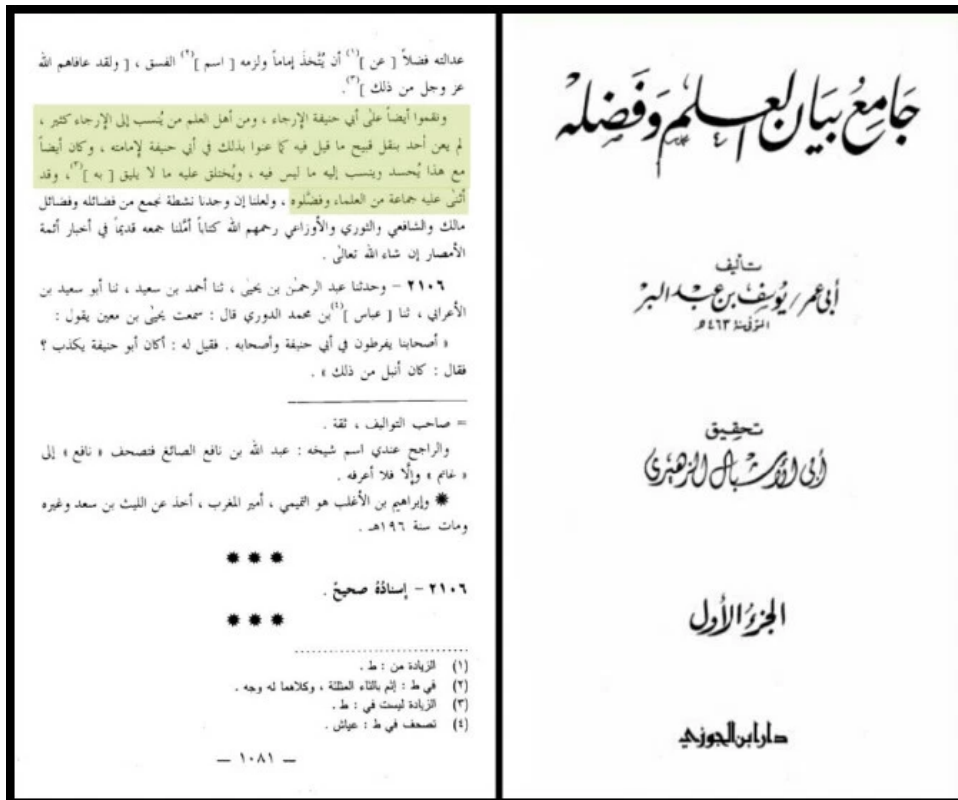 جامع بيان العلم وفضله
تأليف
أبي عمر / يوسف بن عبد البر
المتوفى سنة ٤٦٣ هـ
تحقيق
أبي الأشبال الزهيري
الجزء الأول
دار ابن الجوزي
عدالته فضلاً [ عن ](١) أن يُتَّخذَ إماماً ولزمه [ اسم ](٢) الفسق ، [ ولقد عافاهم الله
عز وجل من ذلك ](٣).
ونقموا أيضاً على أبي حنيفة الإرجاء ، ومن أهل العلم من يُنسب إلى الإرجاء كثير ،
لم يعن أحد بنقل قبيح ما قيل فيه كما عنوا بذلك في أبي حنيفة لإمامته ، وكان أيضاً
مع هذا يُحسد وينسب إليه ما ليس فيه ، ويُختلق عليه ما لا يليق [ به ](٣)، وقد
أثنى عليه جماعة من العلماء وفضَّلوه ، ولعلنا إن وجدنا نشطة نجمع من فضائله وفضائل
مالك والشافعي والثوري والأوزاعي رحمهم الله كتاباً أمَّلنا جمعه قديماً في أخبار أئمة
الأمصار إن شاء الله تعالى .
٢١٠٦ – وحدثنا عبد الرحمٰن بن يحيى ، ثنا أحمد بن سعيد ، ثنا أبو سعيد بن
الأعرابي ، ثنا [ عباس ](٤) بن محمد الدوري قال : سمعت يحيى بن معين يقول :
« أصحابنا يفرطون في أبي حنيفة وأصحابه . فقيل له : أكان أبو حنيفة يكذب ؟
فقال : كان أنبل من ذلك » .
= صاحب التواليف ، ثقة .
والراجح عندي اسم شيخه : عبد الله بن نافع الصائغ فتصحف « نافع » إلى
« غانم » وإلَّا فلا أعرفه .
✹ وإبراهيم بن الأغلب هو التميمي ، أمير المغرب ، أخذ عن الليث بن سعد وغيره
ومات سنة ١٩٦هـ .
✹ ✹ ✹
٢١٠٦ – إسنادُهُ صحيحٌ .
✹ ✹ ✹
(١) الزيادة من : ط .
(٢) في ط : إثم بالثاء المثلثة ، وكلاهما له وجه .
(٣) الزيادة ليست في : ط .
(٤) تصحف في ط : عياش .
— ١٠٨١ —